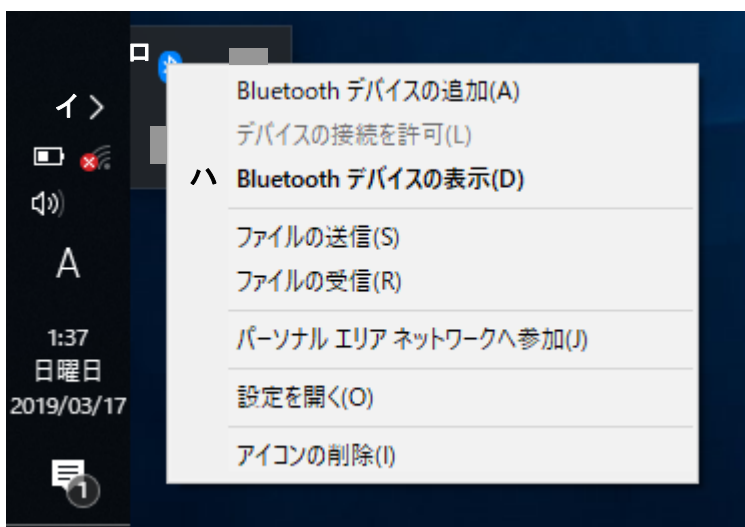 ロ
イ
Bluetooth デバイスの追加(A)
デバイスの接続を許可(L)
ハ Bluetooth デバイスの表示(D)
ファイルの送信(S)
ファイルの受信(R)
パーソナル エリア ネットワークへ参加(J)
設定を開く(O)
アイコンの削除(I)
A
1:37
日曜日
2019/03/17
1